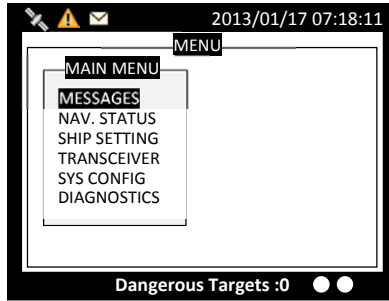 2013/01/17 07:18:11
MENU
MAIN MENU
MESSAGES
NAV. STATUS
SHIP SETTING
TRANSCEIVER
SYS CONFIG
DIAGNOSTICS
Dangerous Targets :0